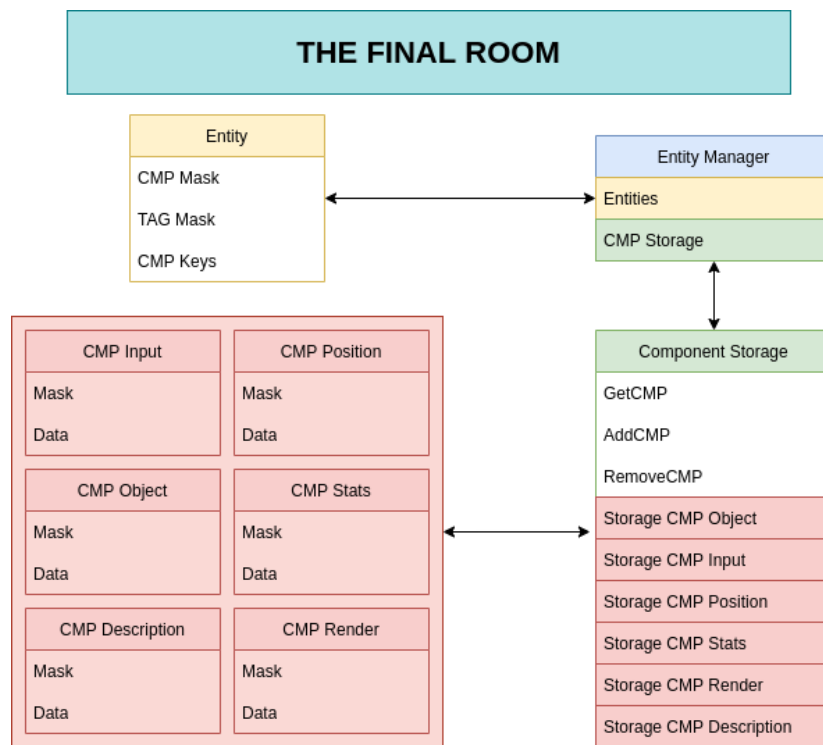 THE FINAL ROOM
Entity
CMP Mask
TAG Mask
CMP Keys
Entity Manager
Entities
CMP Storage
CMP Input
Mask
Data
CMP Position
Mask
Data
CMP Object
Mask
Data
CMP Stats
Mask
Data
CMP Description
Mask
Data
CMP Render
Mask
Data
Component Storage
GetCMP
AddCMP
RemoveCMP
Storage CMP Object
Storage CMP Input
Storage CMP Position
Storage CMP Stats
Storage CMP Render
Storage CMP Description